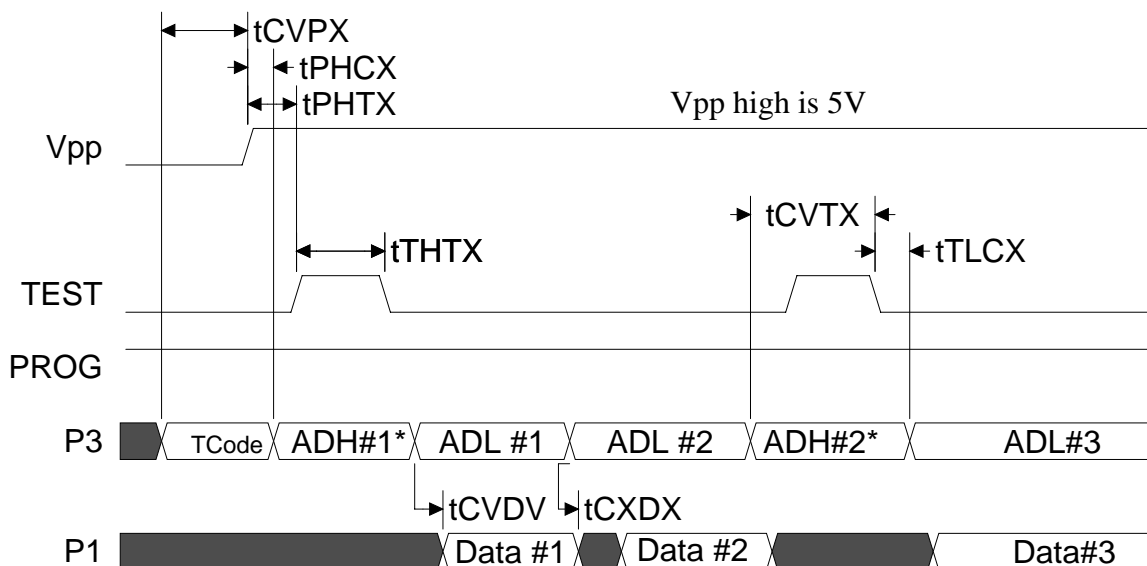 tCVPX
tPHCX
tPHTX
Vpp high is 5V
Vpp
tCVTX
tTHTX
tTLCX
TEST
PROG
P3
TCode
ADH#1*
ADL #1
ADL #2
ADH#2*
ADL#3
tCVDV
tCXDX
P1
Data #1
Data #2
Data#3